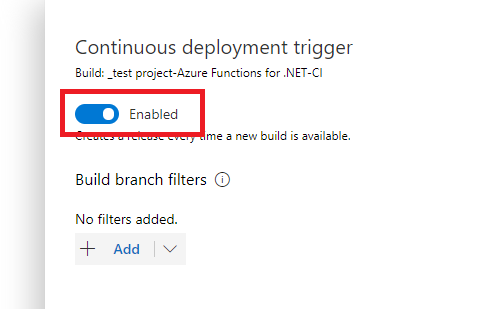 Continuous deployment trigger
Build: _test project-Azure Functions for .NET-CI
Enabled
Creates a release every time a new build is available.
Build branch filters
No filters added.
Add